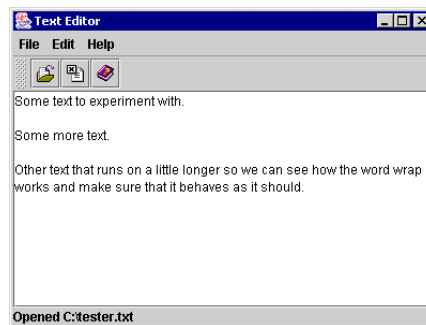 Text Editor
File Edit Help
Some text to experiment with.
Some more text.
Other text that runs on a little longer so we can see how the word wrap
works and make sure that it behaves as it should.
Opened C:\tester.txt